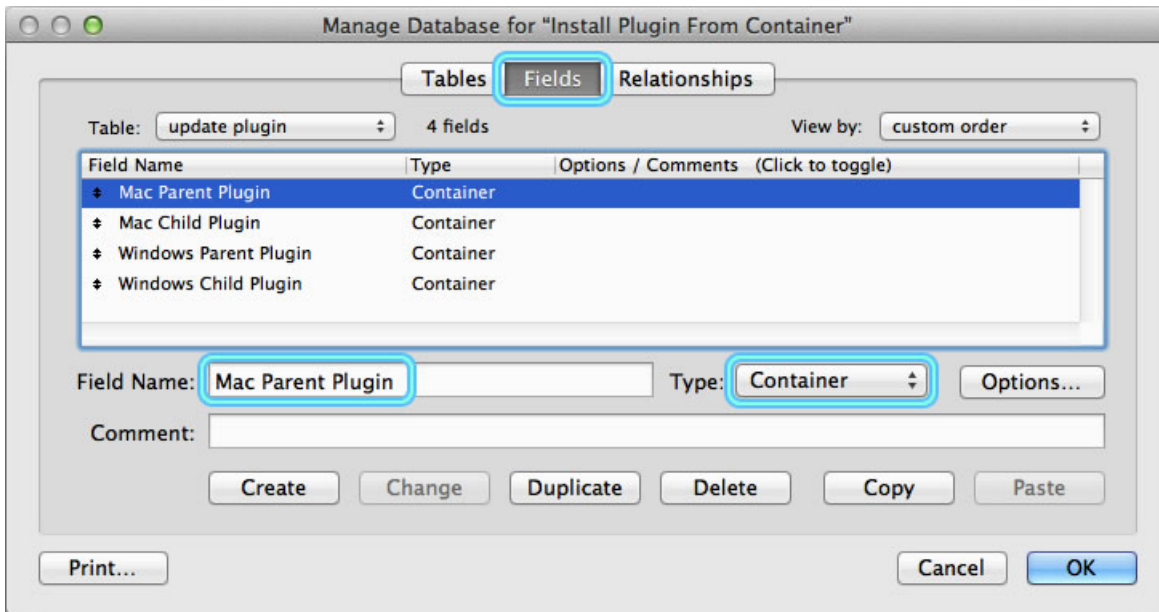 Manage Database for “Install Plugin From Container”
Tables Fields Relationships
Table: update plugin 4 fields View by: custom order
Field Name Type Options / Comments (Click to toggle)
Mac Parent Plugin Container
Mac Child Plugin Container
Windows Parent Plugin Container
Windows Child Plugin Container
Field Name: Mac Parent Plugin Type: Container Options...
Comment:
Create Change Duplicate Delete Copy Paste
Print... Cancel OK